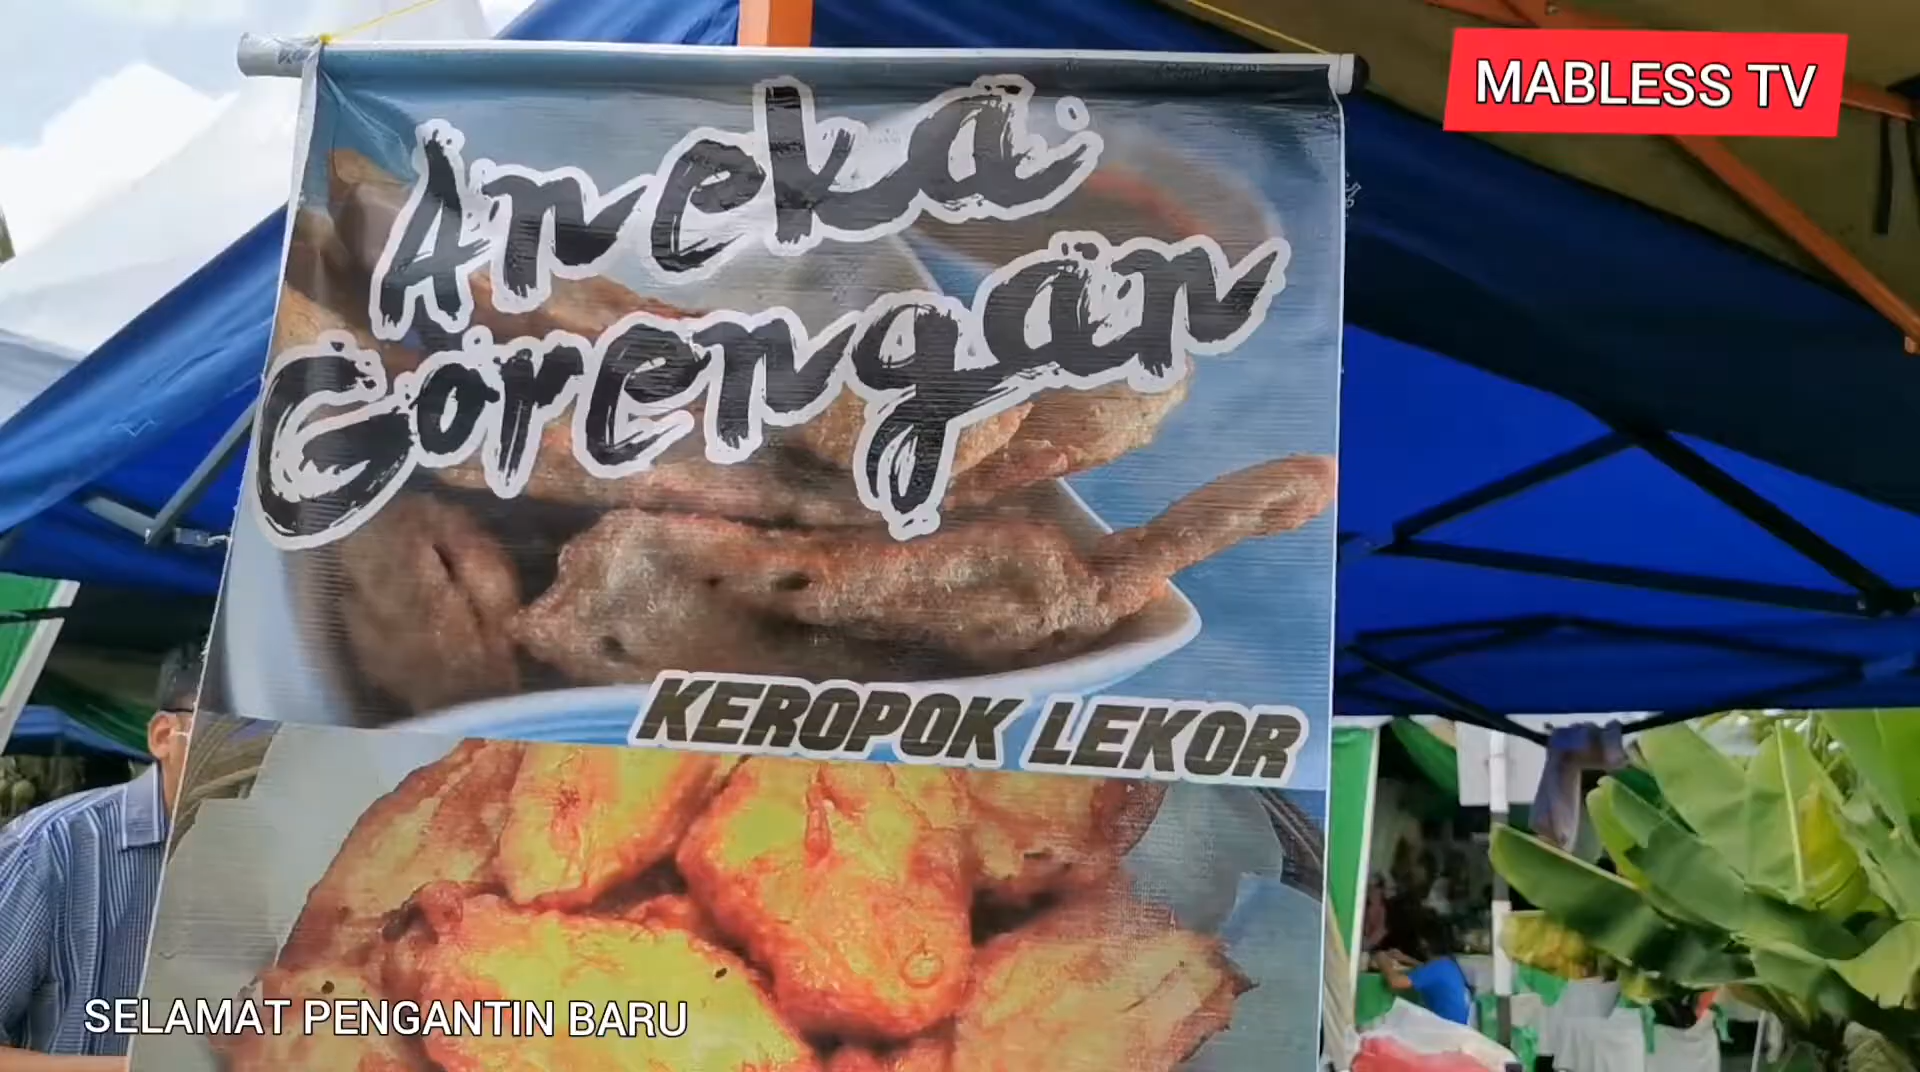 MABLESS TV
Aneka
Gorengan
KEROPOK LEKOR
SELAMAT PENGANTIN BARU